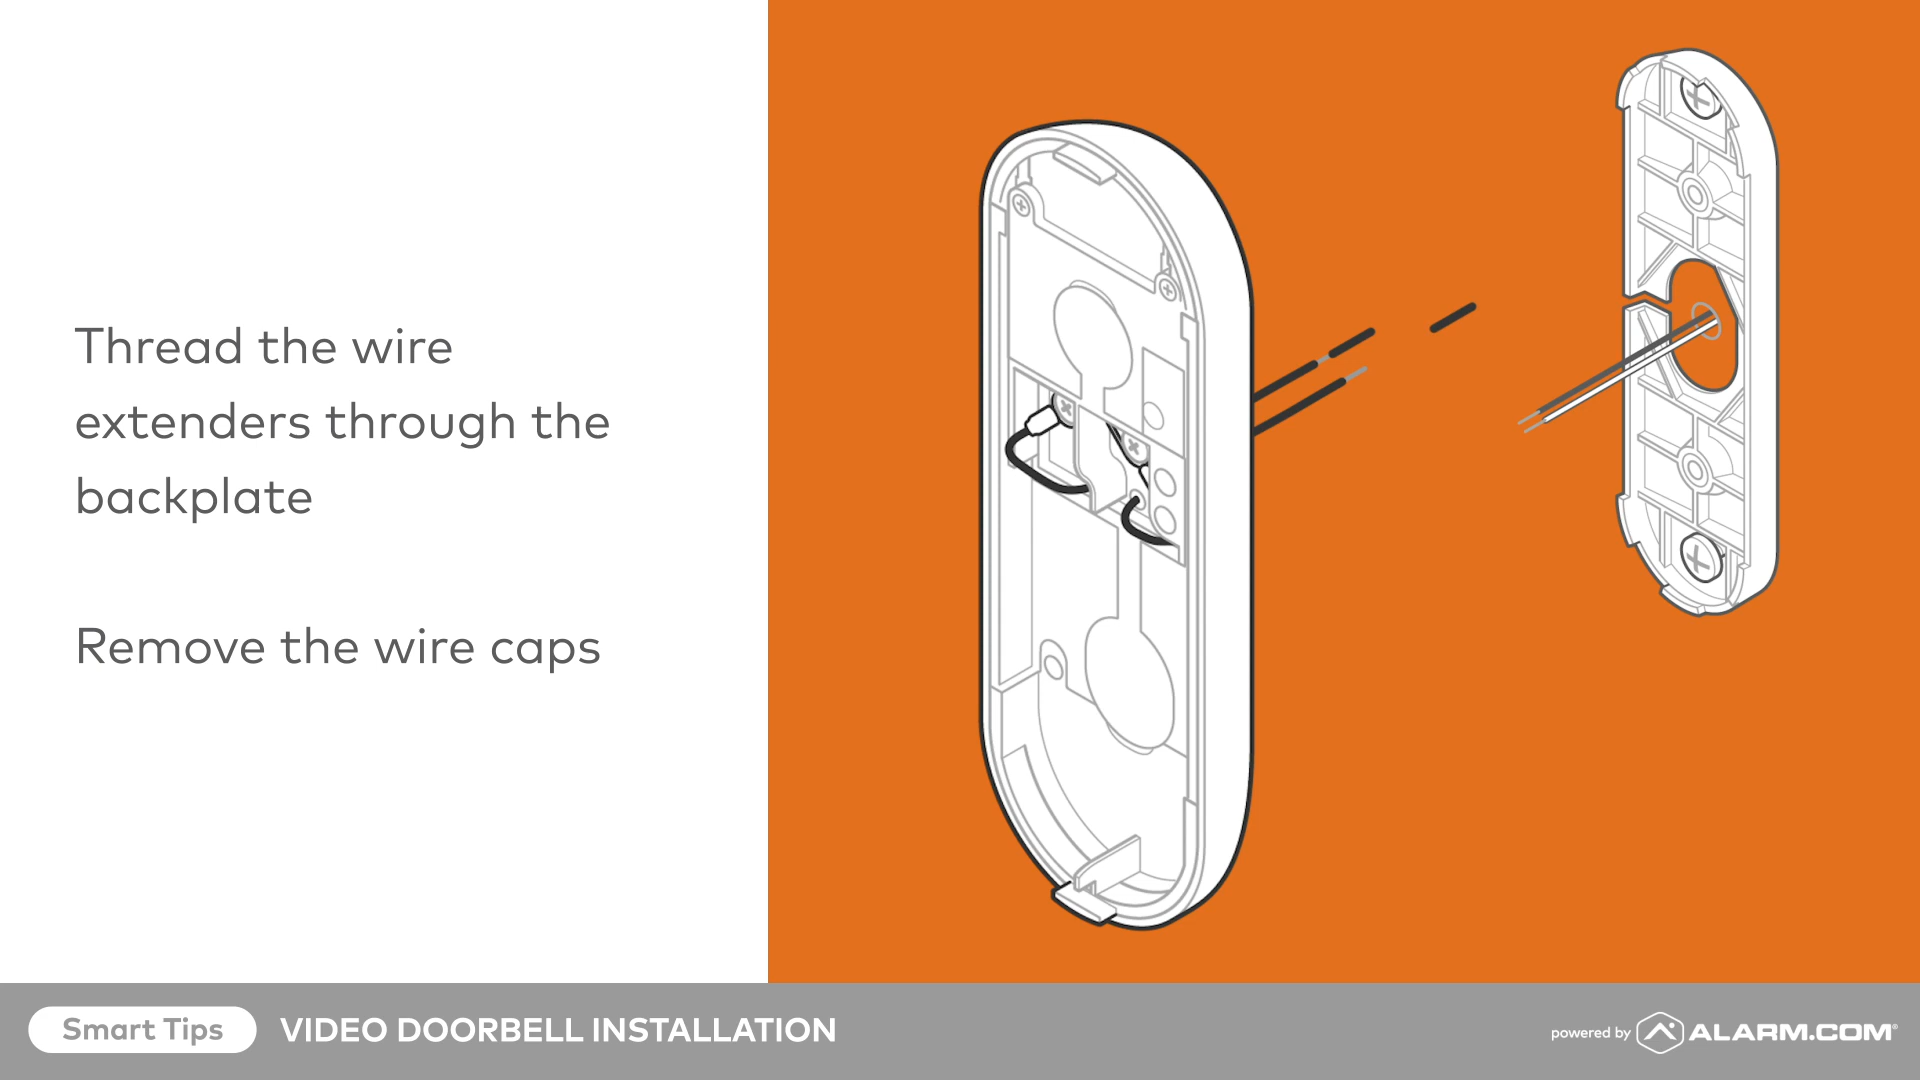 Thread the wire
extenders through the
backplate
Remove the wire caps
Smart Tips
VIDEO DOORBELL INSTALLATION
powered by ALARM.COM®